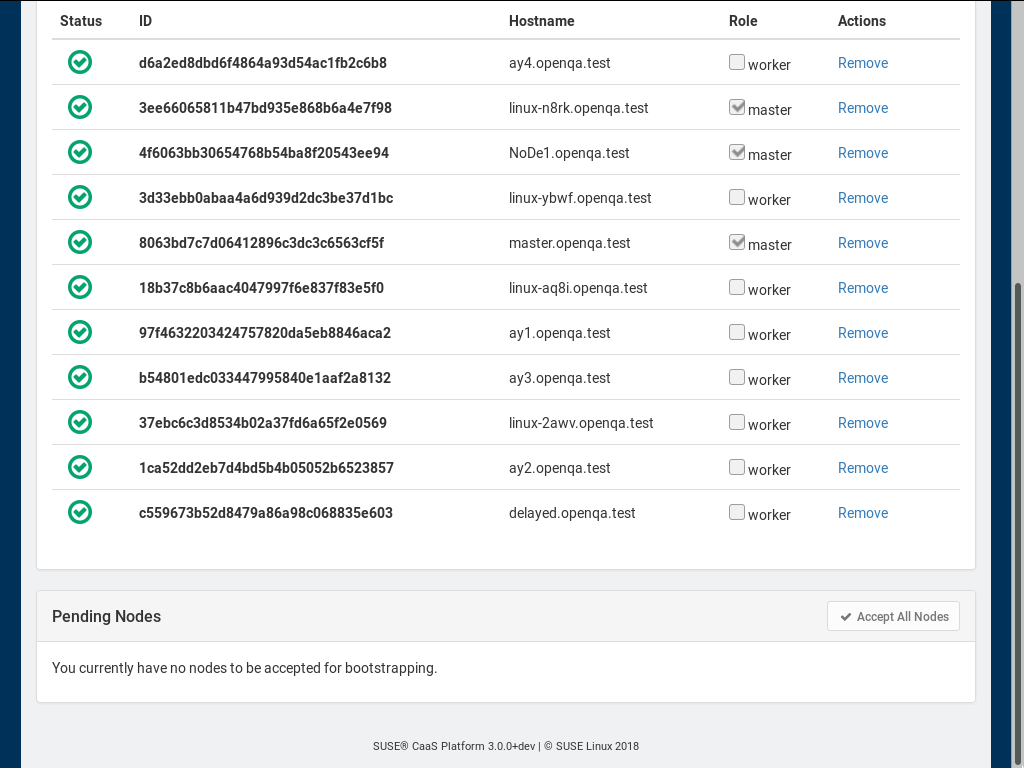 Status ID Hostname Role Actions
d6a2ed8dbd6f4864a93d54ac1fb2c6b8 ay4.openqa.test worker Remove
3ee66065811b47bd935e868b6a4e7f98 linux-n8rk.openqa.test master Remove
4f6063bb30654768b54ba8f20543ee94 NoDe1.openqa.test master Remove
3d33ebb0abaa4a6d939d2dc3be37d1bc linux-ybwf.openqa.test worker Remove
8063bd7c7d06412896c3dc3c6563cf5f master.openqa.test master Remove
18b37c8b6aac4047997f6e837f83e5f0 linux-aq8i.openqa.test worker Remove
97f4632203424757820da5eb8846aca2 ay1.openqa.test worker Remove
b54801edc033447995840e1aaf2a8132 ay3.openqa.test worker Remove
37ebc6c3d8534b02a37fd6a65f2e0569 linux-2awv.openqa.test worker Remove
1ca52dd2eb7d4bd5b4b05052b6523857 ay2.openqa.test worker Remove
c559673b52d8479a86a98c068835e603 delayed.openqa.test worker Remove
Pending Nodes Accept All Nodes
You currently have no nodes to be accepted for bootstrapping.
SUSE® CaaS Platform 3.0.0+dev | © SUSE Linux 2018